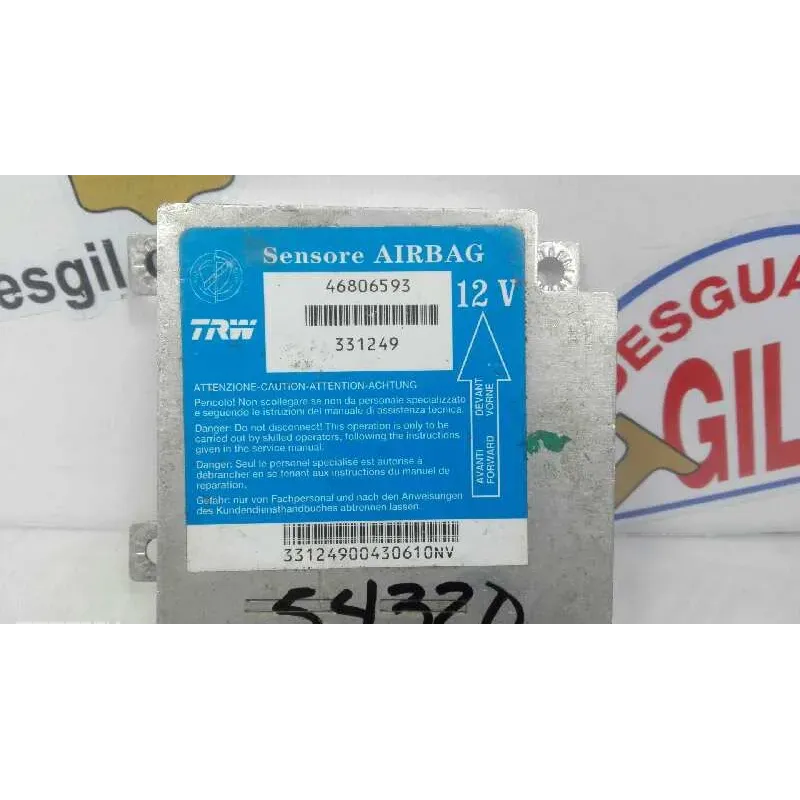 esgil.c
Sensore AIRBAG
46806593
12 V
TRW
331249
ATTENZIONE-CAUTION-ATTENTION-ACHTUNG
Pericolo! Non scollegare se non da personale specializzato
e seguendo le istruzioni del manuale di assistenza tecnica.
Danger: Do not disconnect! This operation is only to be
carried out by skilled operators, following the instructions
given in the service manual.
Danger: Seul le personel spécialisé est autorisé à
débrancher en se tenant aux instructions du manuel de
reparation.
Gefahr: nur von Fachpersonal und nach den Anweisungen
des Kundendiensthandbuches abtrennen lassen.
AVANTI DEVANT
FORWARD VORNE
33124900430610NV
54320
DESGUA
GIL